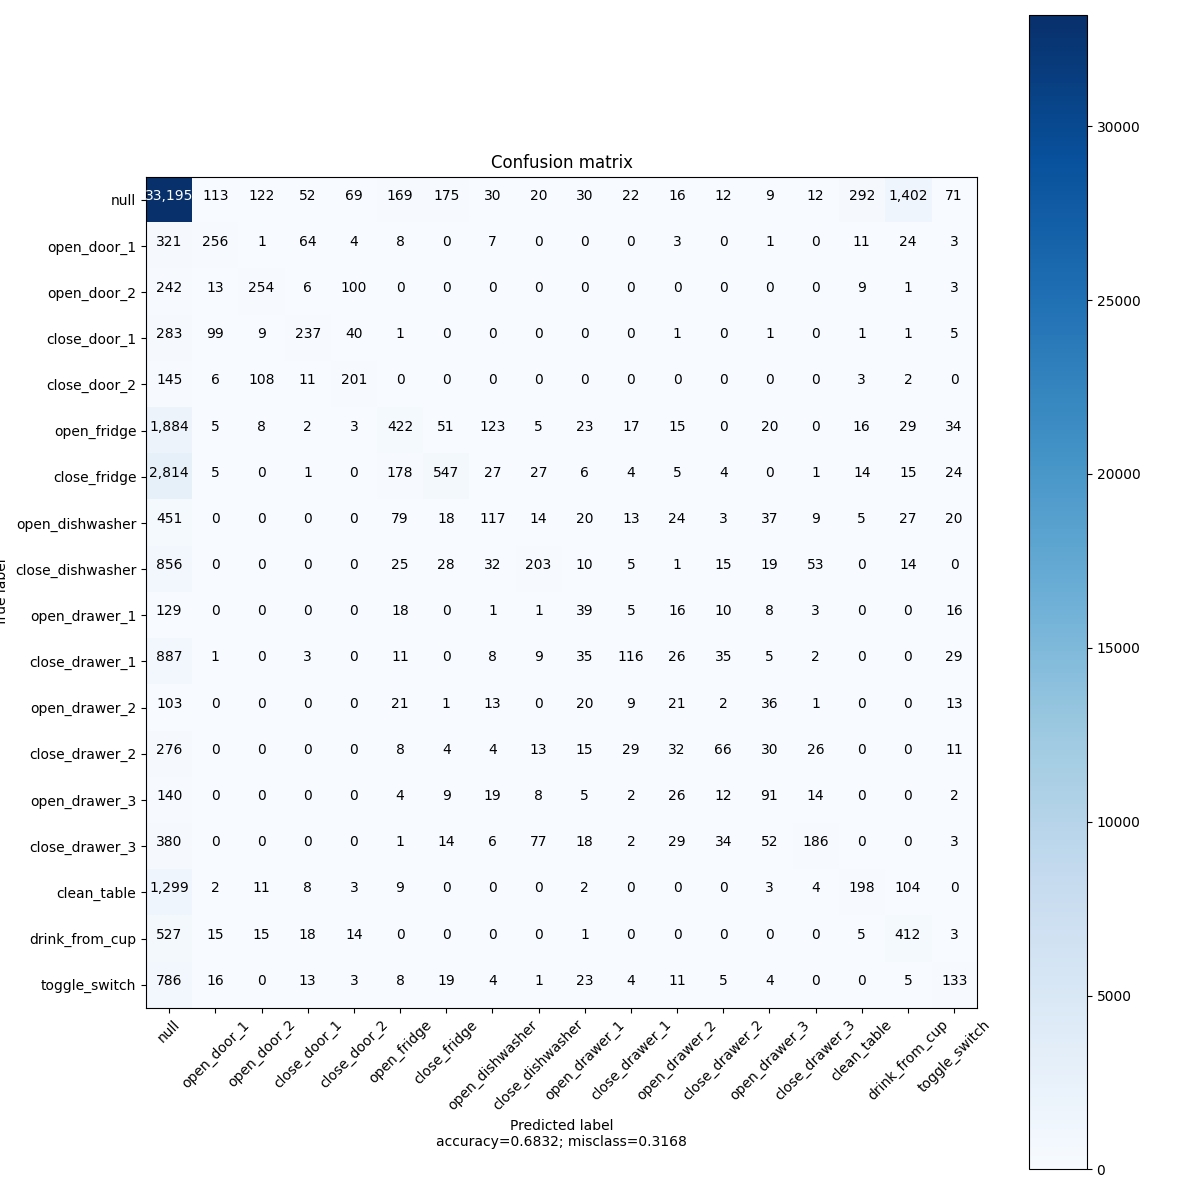 Confusion matrix
null 33,195 113 122 52 69 169 175 30 20 30 22 16 12 9 12 292 1,402 71
open_door_1 321 256 1 64 4 8 0 7 0 0 0 3 0 1 0 11 24 3
open_door_2 242 13 254 6 100 0 0 0 0 0 0 0 0 0 0 9 1 3
close_door_1 283 99 9 237 40 1 0 0 0 0 0 1 0 1 0 1 1 5
close_door_2 145 6 108 11 201 0 0 0 0 0 0 0 0 0 0 3 2 0
open_fridge 1,884 5 8 2 3 422 51 123 5 23 17 15 0 20 0 16 29 34
close_fridge 2,814 5 0 1 0 178 547 27 27 6 4 5 4 0 1 14 15 24
open_dishwasher 451 0 0 0 0 79 18 117 14 20 13 24 3 37 9 5 27 20
close_dishwasher 856 0 0 0 0 25 28 32 203 10 5 1 15 19 53 0 14 0
open_drawer_1 129 0 0 0 0 18 0 1 1 39 5 16 10 8 3 0 0 16
close_drawer_1 887 1 0 3 0 11 0 8 9 35 116 26 35 5 2 0 0 29
open_drawer_2 103 0 0 0 0 21 1 13 0 20 9 21 2 36 1 0 0 13
close_drawer_2 276 0 0 0 0 8 4 4 13 15 29 32 66 30 26 0 0 11
open_drawer_3 140 0 0 0 0 4 9 19 8 5 2 26 12 91 14 0 0 2
close_drawer_3 380 0 0 0 0 1 14 6 77 18 2 29 34 52 186 0 0 3
clean_table 1,299 2 11 8 3 9 0 0 0 2 0 0 0 3 4 198 104 0
drink_from_cup 527 15 15 18 14 0 0 0 0 1 0 0 0 0 0 5 412 3
toggle_switch 786 16 0 13 3 8 19 4 1 23 4 11 5 4 0 0 5 133
null open_door_1 open_door_2 close_door_1 close_door_2 open_fridge close_fridge open_dishwasher close_dishwasher open_drawer_1 close_drawer_1 open_drawer_2 close_drawer_2 open_drawer_3 close_drawer_3 clean_table drink_from_cup toggle_switch
Predicted label
accuracy=0.6832; misclass=0.3168
30000
25000
20000
15000
10000
5000
0